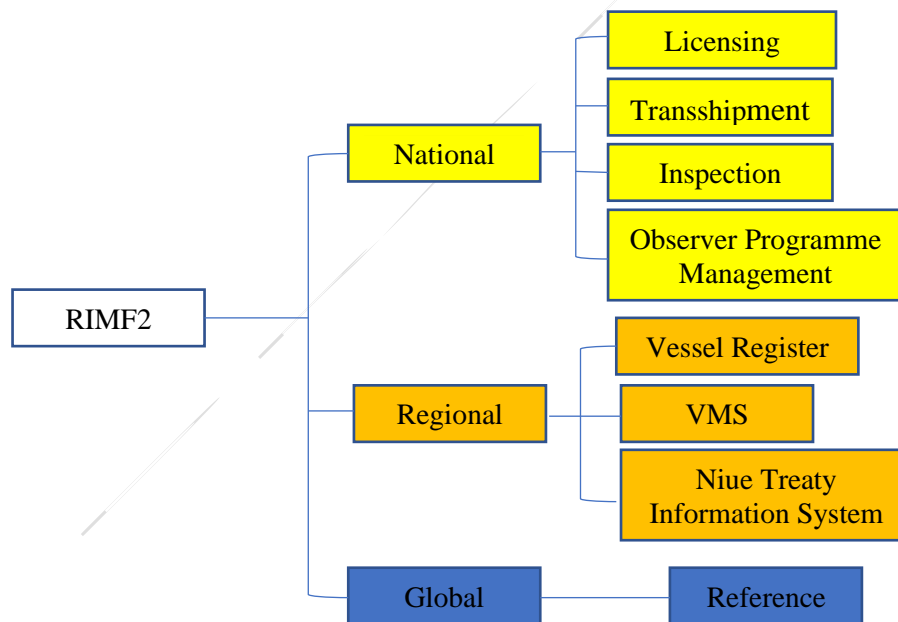 RIMF2
National
Licensing
Transshipment
Inspection
Observer Programme
Management
Regional
Vessel Register
VMS
Niue Treaty
Information System
Global
Reference